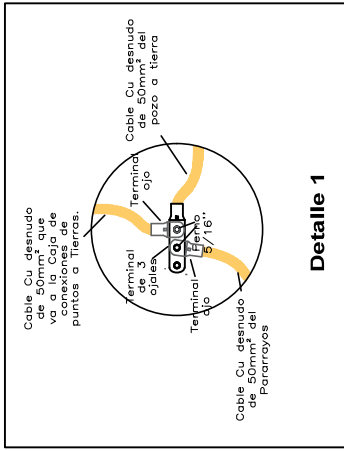 Cable Cu desnudo
de 50mm² que
va a la Caja de
conexiones de
puntos a Tierras.
Cable Cu desnudo
de 50mm² del
pozo a tierra
Terminal
ojo
Terminal
de 3
ojales
Perno
5/16''
Terminal
ojo
Cable Cu desnudo
de 50mm² del
Pararrayos
Detalle 1